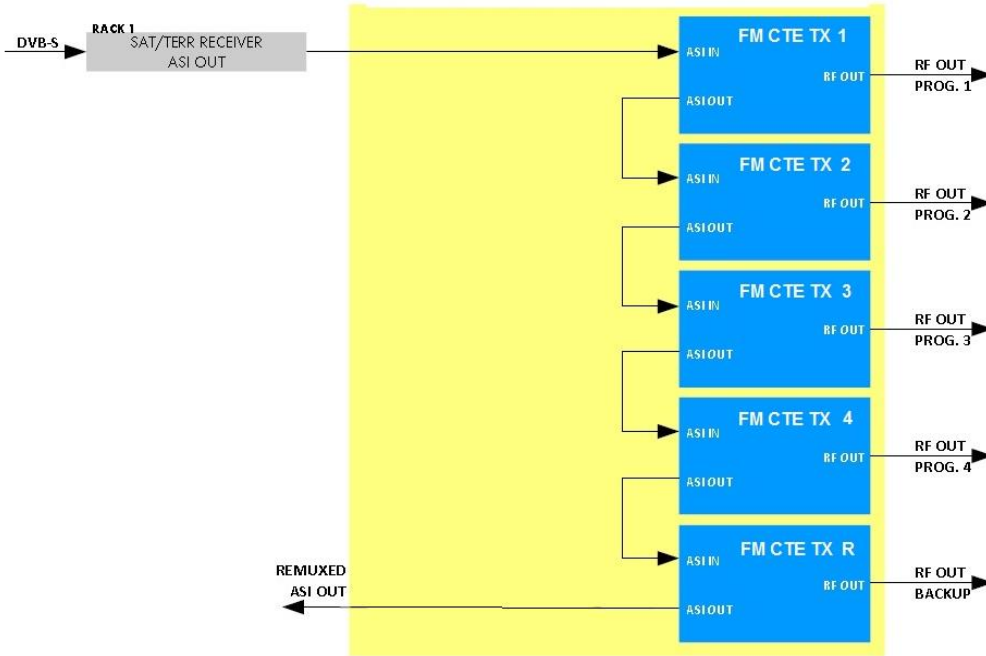 RACK 1
DVB-S
SAT/TERR RECEIVER
ASI OUT
FM CTE TX 1
ASI IN
RF OUT
ASI OUT
RF OUT
PROG. 1
FM CTE TX 2
ASI IN
RF OUT
ASI OUT
RF OUT
PROG. 2
FM CTE TX 3
ASI IN
RF OUT
ASI OUT
RF OUT
PROG. 3
FM CTE TX 4
ASI IN
RF OUT
ASI OUT
RF OUT
PROG. 4
FM CTE TX R
ASI IN
RF OUT
ASI OUT
RF OUT
BACKUP
REMUXED
ASI OUT